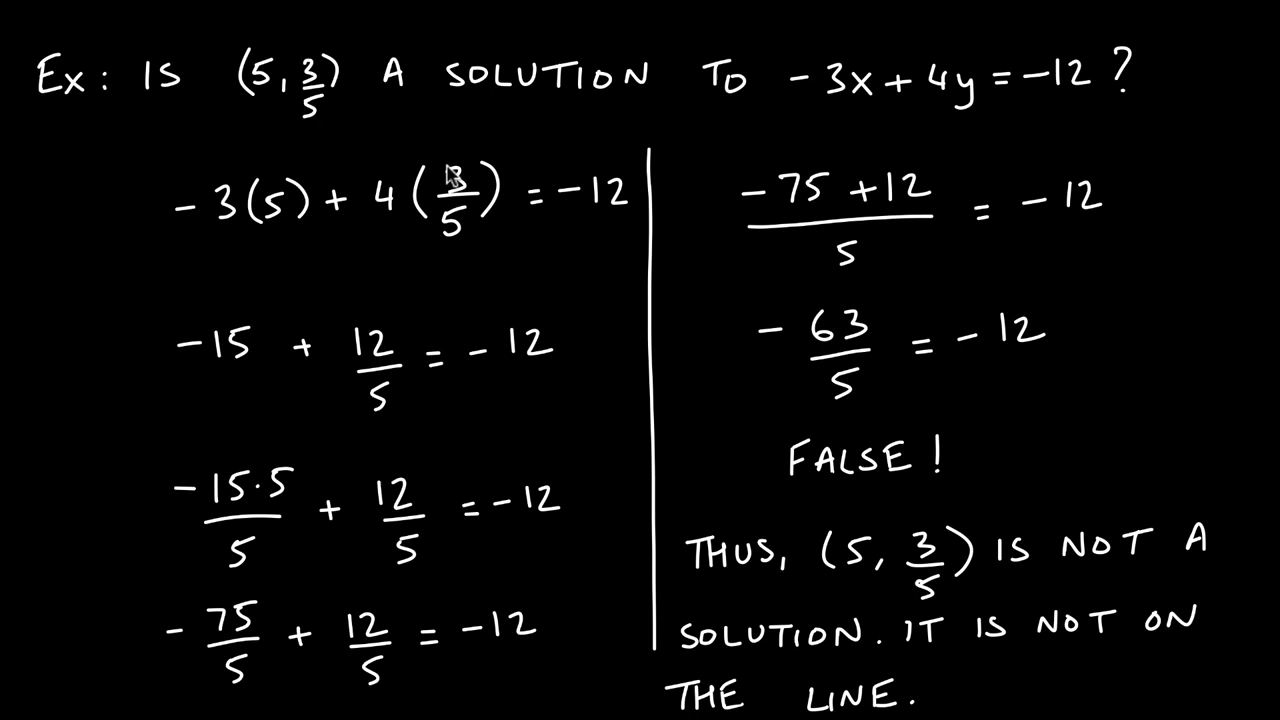 Ex: IS (5, 3/5) A SOLUTION TO -3x + 4y = -12 ?
-3(5) + 4(3/5) = -12
-15 + 12/5 = -12
-15·5/5 + 12/5 = -12
-75/5 + 12/5 = -12
-75 + 12/5 = -12
-63/5 = -12
FALSE!
THUS, (5, 3/5) IS NOT A
SOLUTION. IT IS NOT ON
THE LINE.